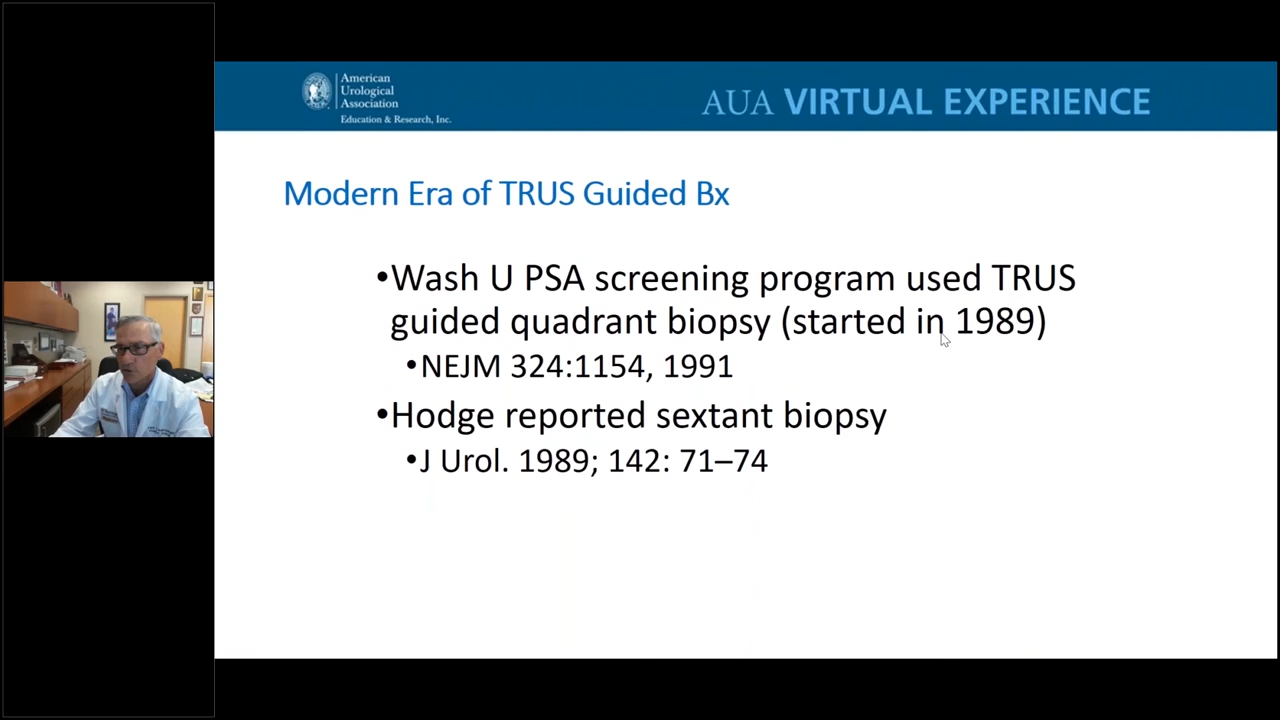 American
Urological
Association
Education & Research, Inc.
AUA VIRTUAL EXPERIENCE
Modern Era of TRUS Guided Bx
•Wash U PSA screening program used TRUS
guided quadrant biopsy (started in 1989)
•NEJM 324:1154, 1991
•Hodge reported sextant biopsy
•J Urol. 1989; 142: 71–74